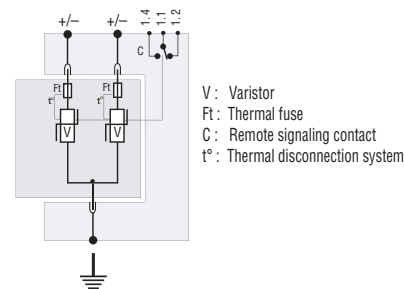 +/– +/– 1.4 1.1 1.2
C
Ft Ft
t° t°
V V
V : Varistor
Ft : Thermal fuse
C : Remote signaling contact
t° : Thermal disconnection system